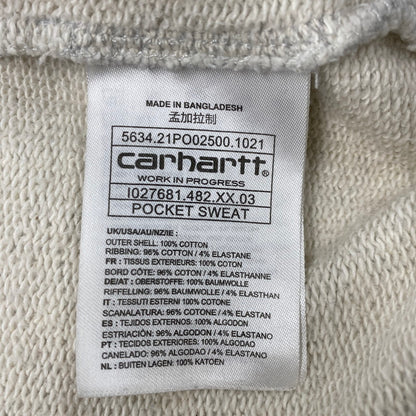 MADE IN BANGLADESH
孟加拉制
5634.21PO02500.1021
carhartt®
WORK IN PROGRESS
I027681.482.XX.03
POCKET SWEAT
UK/USA/AU/NZ/IE :
OUTER SHELL: 100% COTTON
RIBBING: 96% COTTON / 4% ELASTANE
FR : TISSUS EXTERIEURS: 100% COTON
BORD CÔTE: 96% COTON / 4% ELASTHANNE
DE/AT : OBERSTOFFE: 100% BAUMWOLLE
RIFFELUNG: 96% BAUMWOLLE / 4% ELASTHAN
IT : TESSUTI ESTERNI 100% COTONE
SCANALATURA: 96% COTONE / 4% ELASTAN
ES : TEJIDOS EXTERNOS: 100% ALGODON
ESTRIACIÓN: 96% ALGODON / 4% ELASTANO
PT : TECIDOS EXTERNOS: 100% ALGODAO
CANELADO: 96% ALGODAO / 4% ELASTANO
NL : BUITEN LAGEN: 100% KATOEN